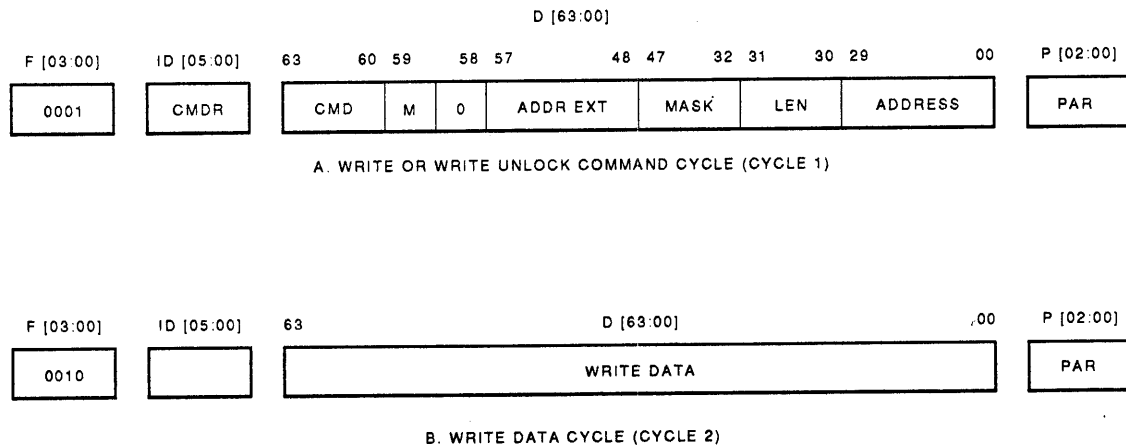 D [63:00]
F [03:00] ID [05:00] 63 60 59 58 57 48 47 32 31 30 29 00 P [02:00]
0001 CMDR CMD M 0 ADDR EXT MASK LEN ADDRESS PAR
A. WRITE OR WRITE UNLOCK COMMAND CYCLE (CYCLE 1)
F [03:00] ID [05:00] 63 D [63:00] 00 P [02:00]
0010 WRITE DATA PAR
B. WRITE DATA CYCLE (CYCLE 2)